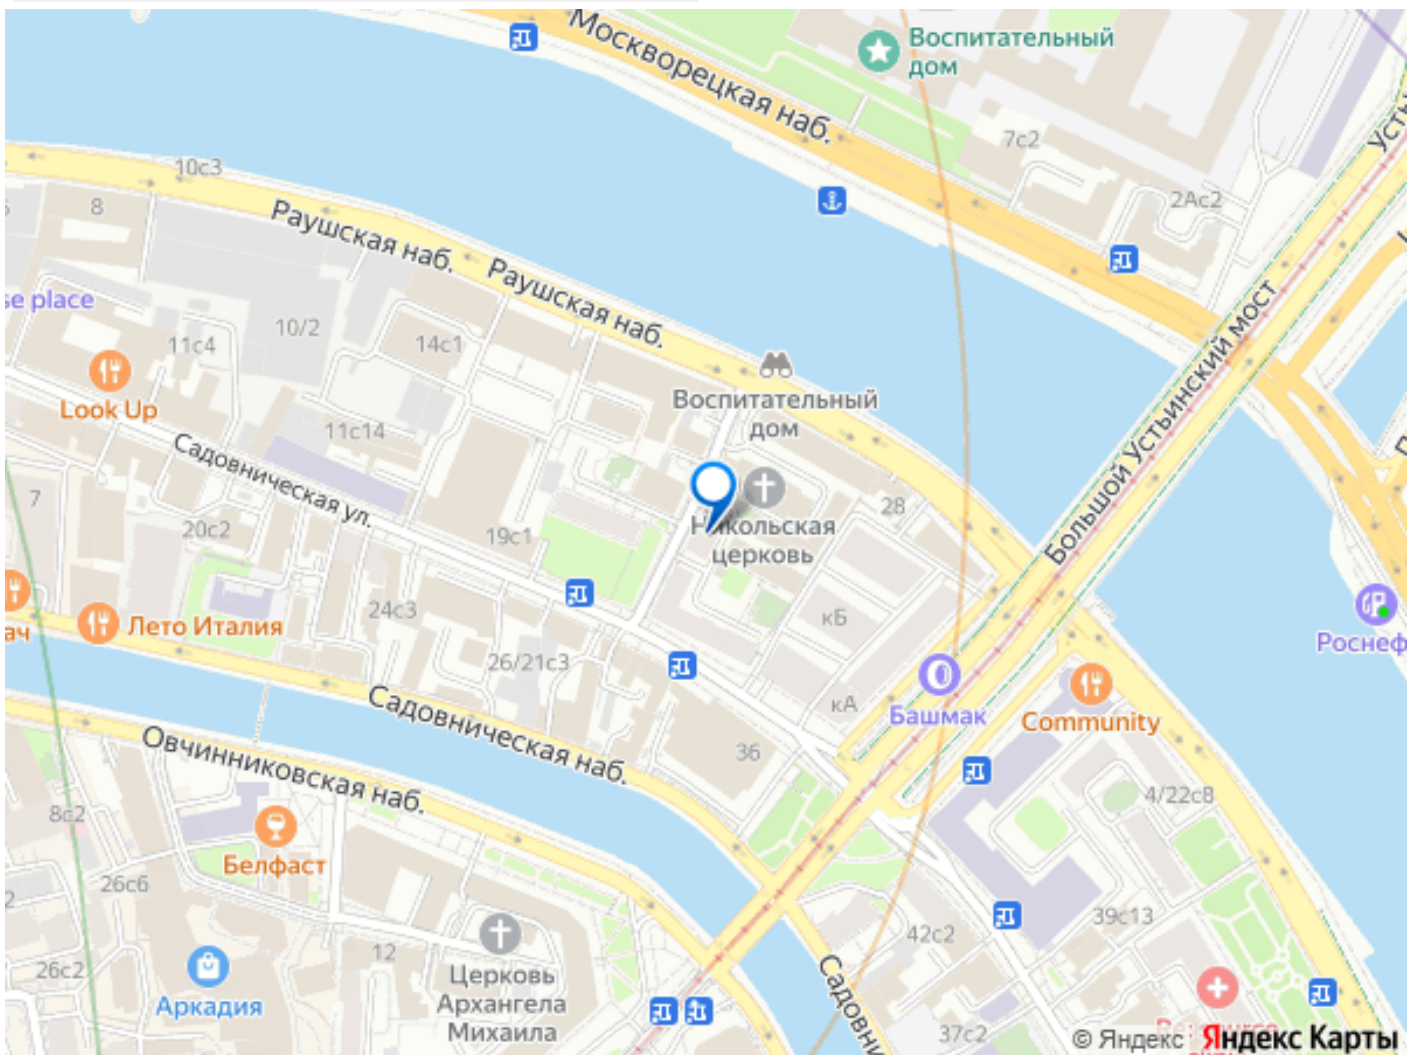 Москворецкая наб.
Воспитательный
дом
7с2
Усть
10с3
2Ас2
8
Раушская наб.
Раушская наб.
se place
10/2
11с4
14с1
Большой Устьинский мост
Look Up
Воспитательный
дом
11с14
Садовническая ул.
7
28
20с2
19с1
Никольская
церковь
24с3
кБ
ач
Лето Италия
Роснеф
26/21с3
кА
Садовническая наб.
Башмак
Community
Овчинниковская наб.
36
4/22с8
8с2
Белфаст
26с6
39с13
2
12
42с2
26с2
Церковь
Архангела
Михаила
Аркадия
Садовни
37с2
© Яндекс
Яндекс Карты